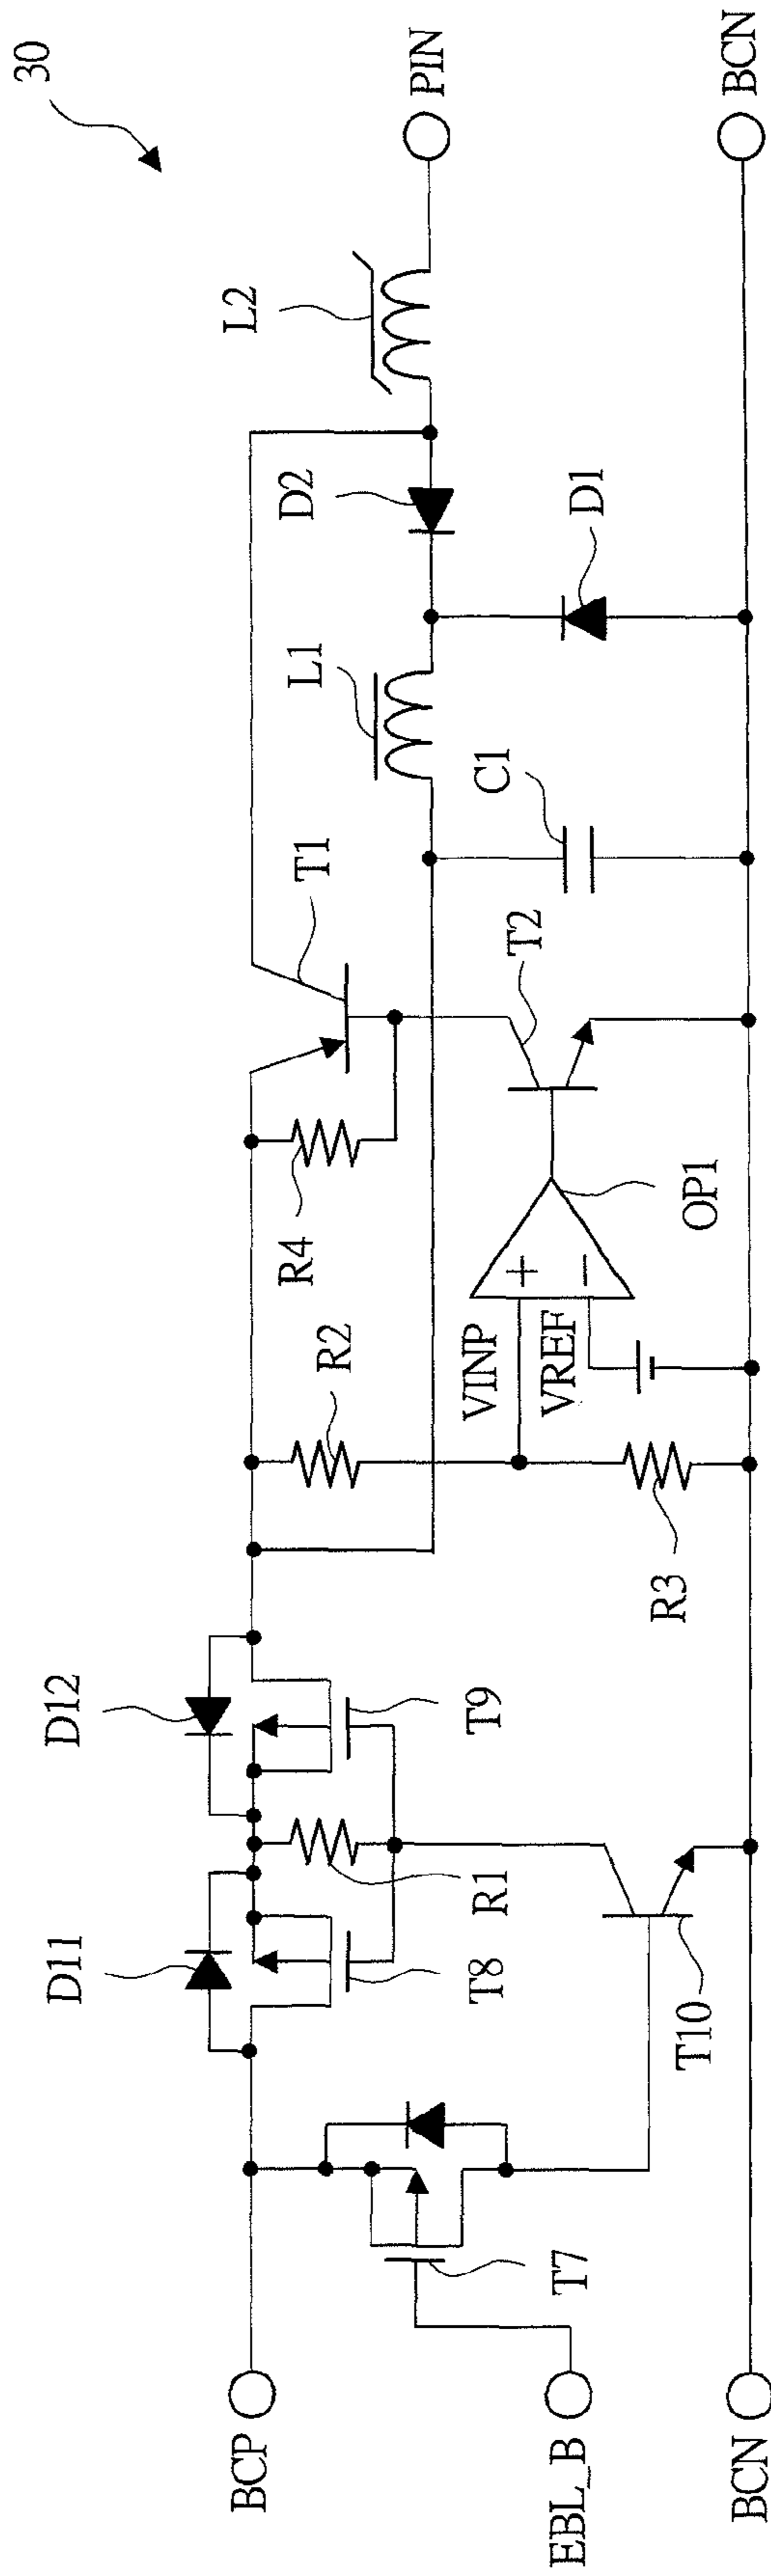 30
BCP
D11
D12
R4
T1
L2
PIN
R2
L1
D2
R1
T8
T9
VINP
VREF
OP1
T2
C1
D1
T7
R3
EBL_B
T10
BCN
BCN